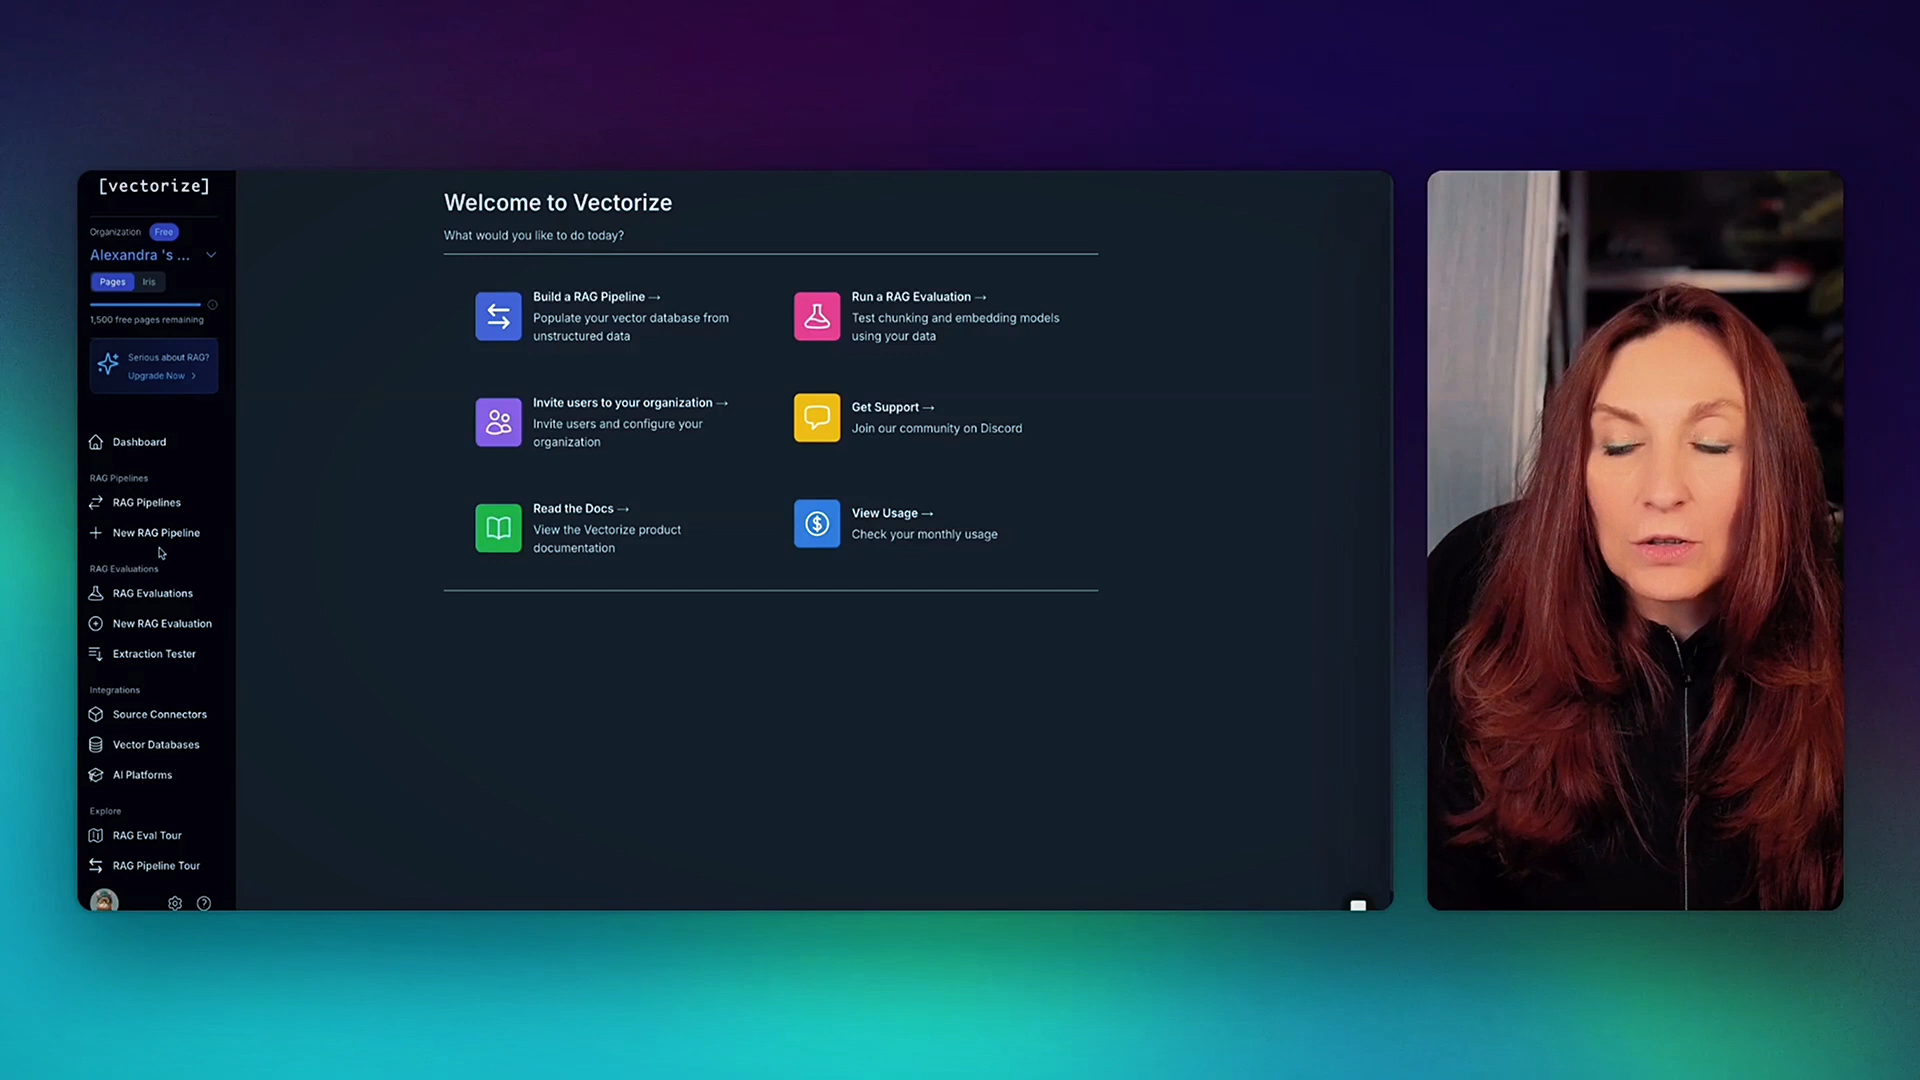 [vectorize]
Organization Free
Alexandra 's ...
Pages Iris
1,500 free pages remaining
Serious about RAG?
Upgrade Now >
Dashboard
RAG Pipelines
RAG Pipelines
New RAG Pipeline
RAG Evaluations
RAG Evaluations
New RAG Evaluation
Extraction Tester
Integrations
Source Connectors
Vector Databases
AI Platforms
Explore
RAG Eval Tour
RAG Pipeline Tour
Welcome to Vectorize
What would you like to do today?
Build a RAG Pipeline →
Populate your vector database from
unstructured data
Run a RAG Evaluation →
Test chunking and embedding models
using your data
Invite users to your organization →
Invite users and configure your
organization
Get Support →
Join our community on Discord
Read the Docs →
View the Vectorize product
documentation
View Usage →
Check your monthly usage